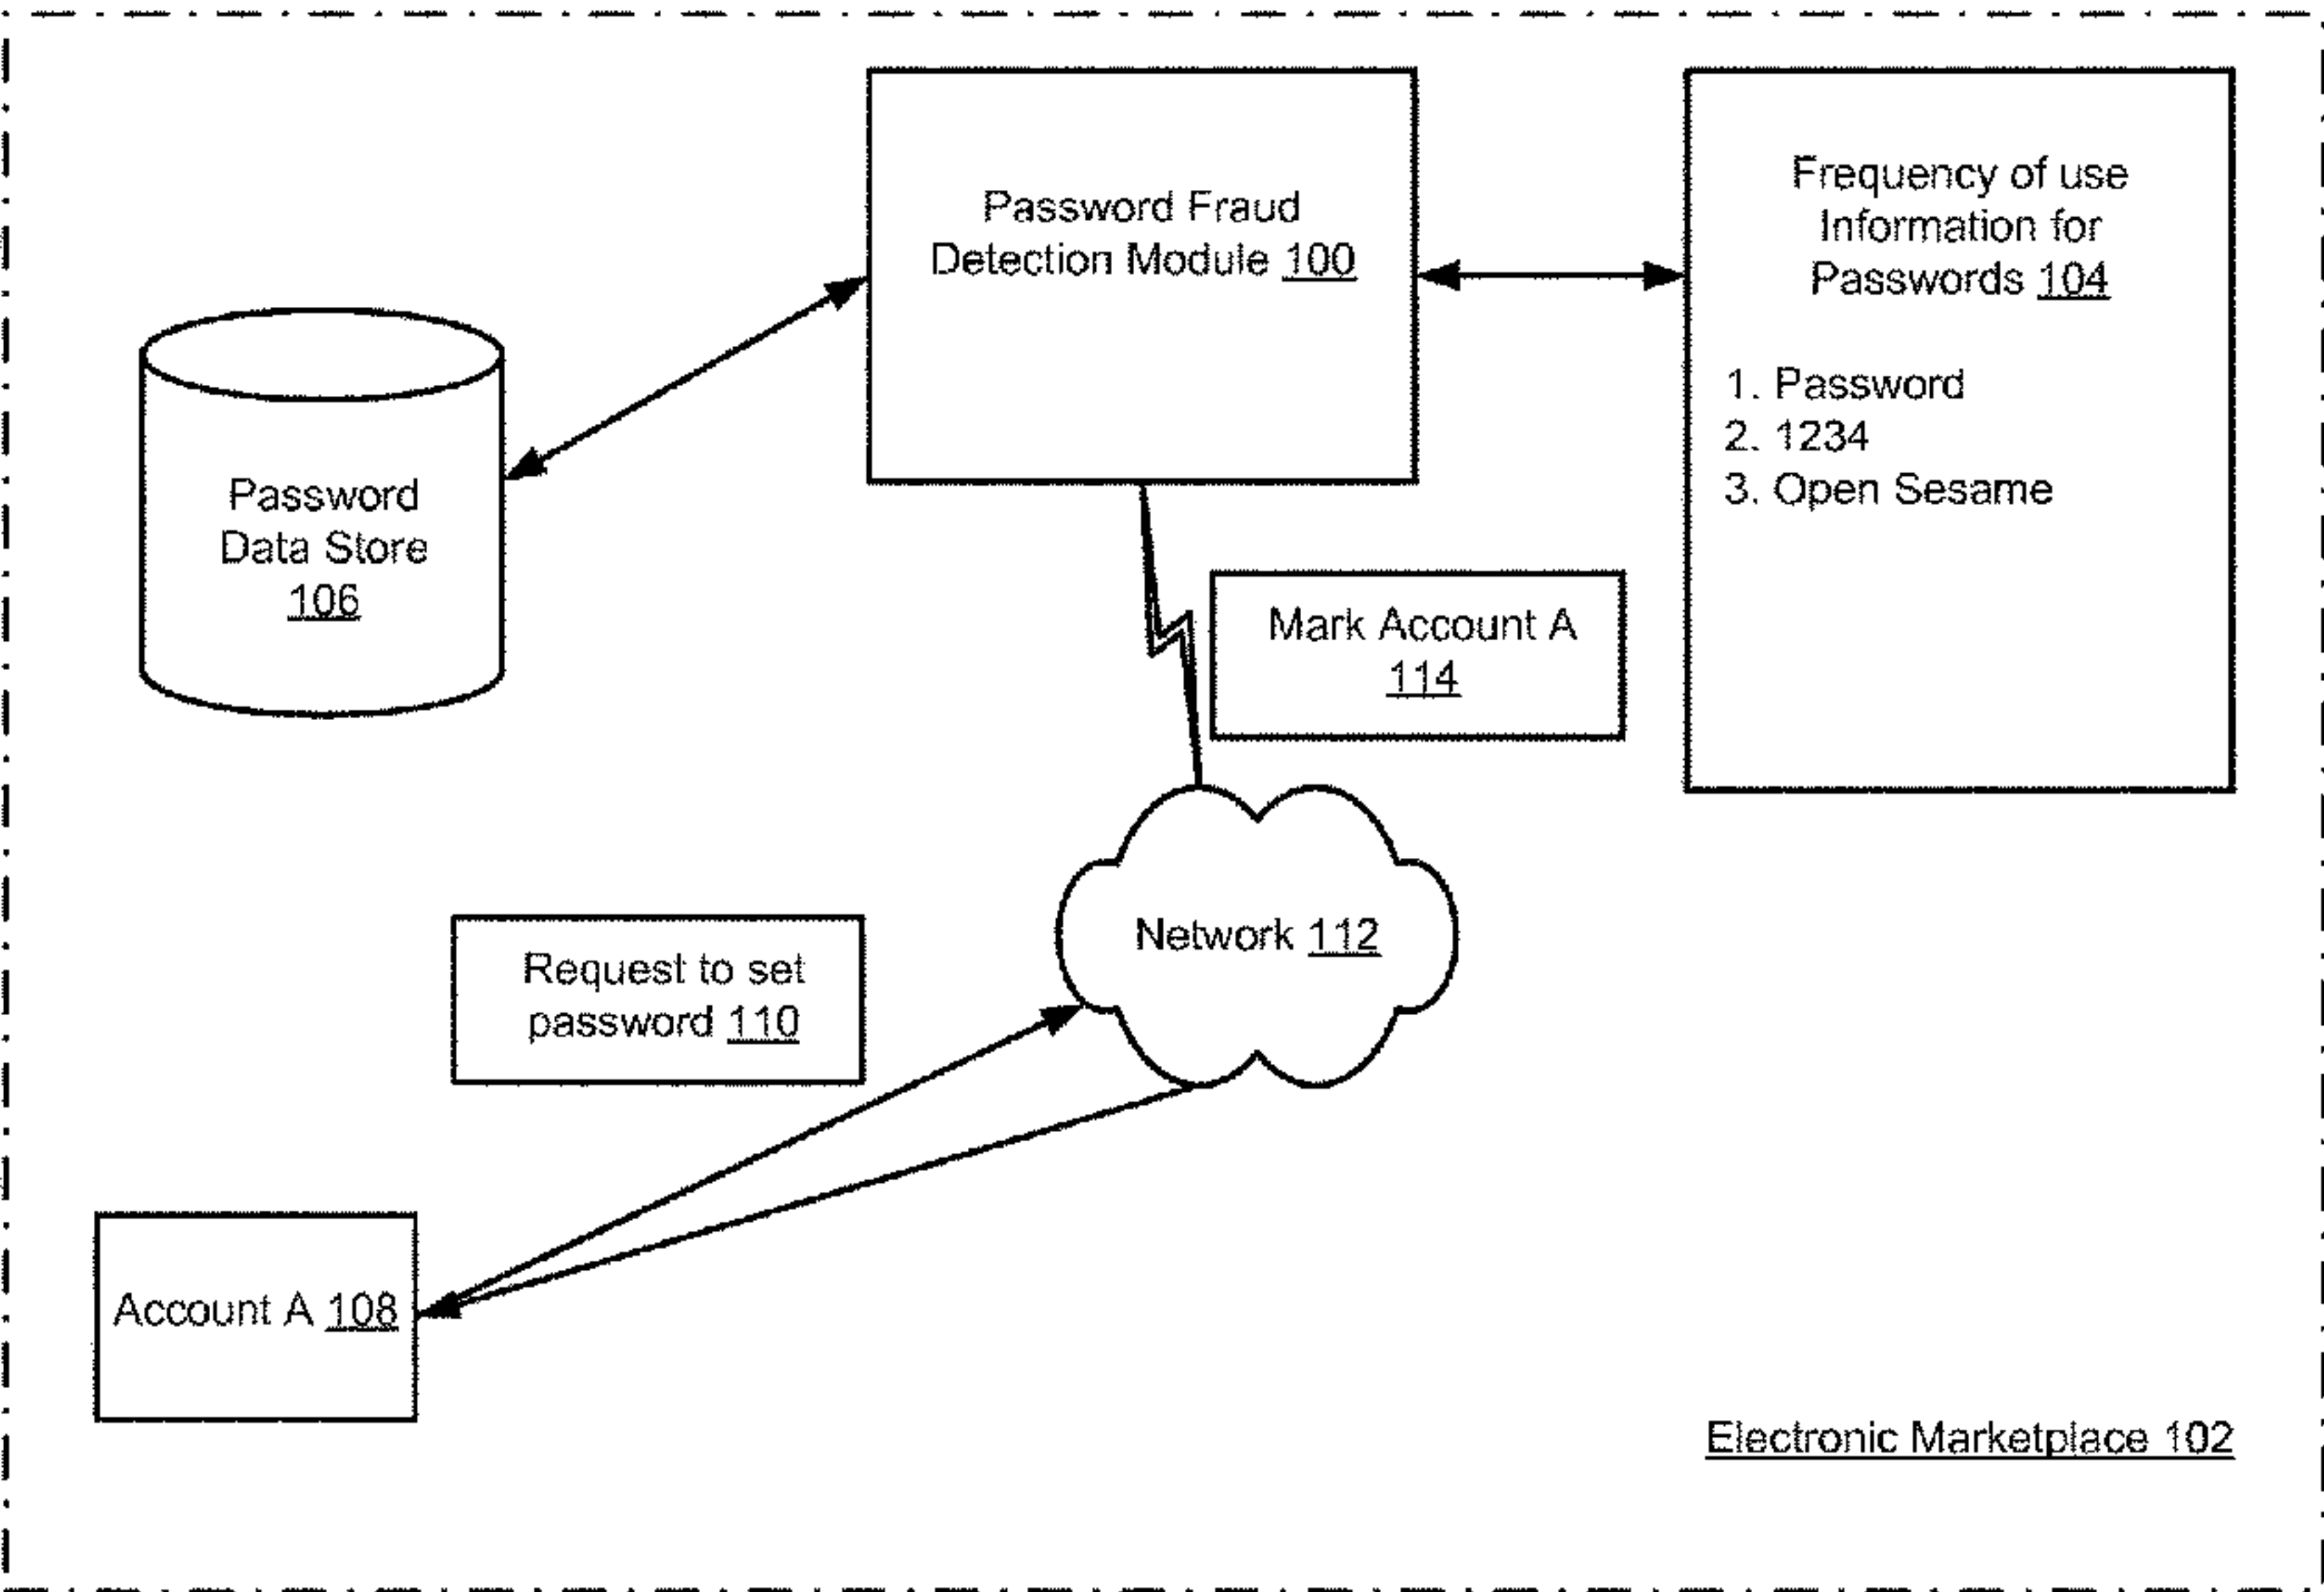 Password Fraud
Detection Module 100
Frequency of use
Information for
Passwords 104
1. Password
2. 1234
3. Open Sesame
Password
Data Store
106
Mark Account A
114
Network 112
Request to set
password 110
Account A 108
Electronic Marketplace 102